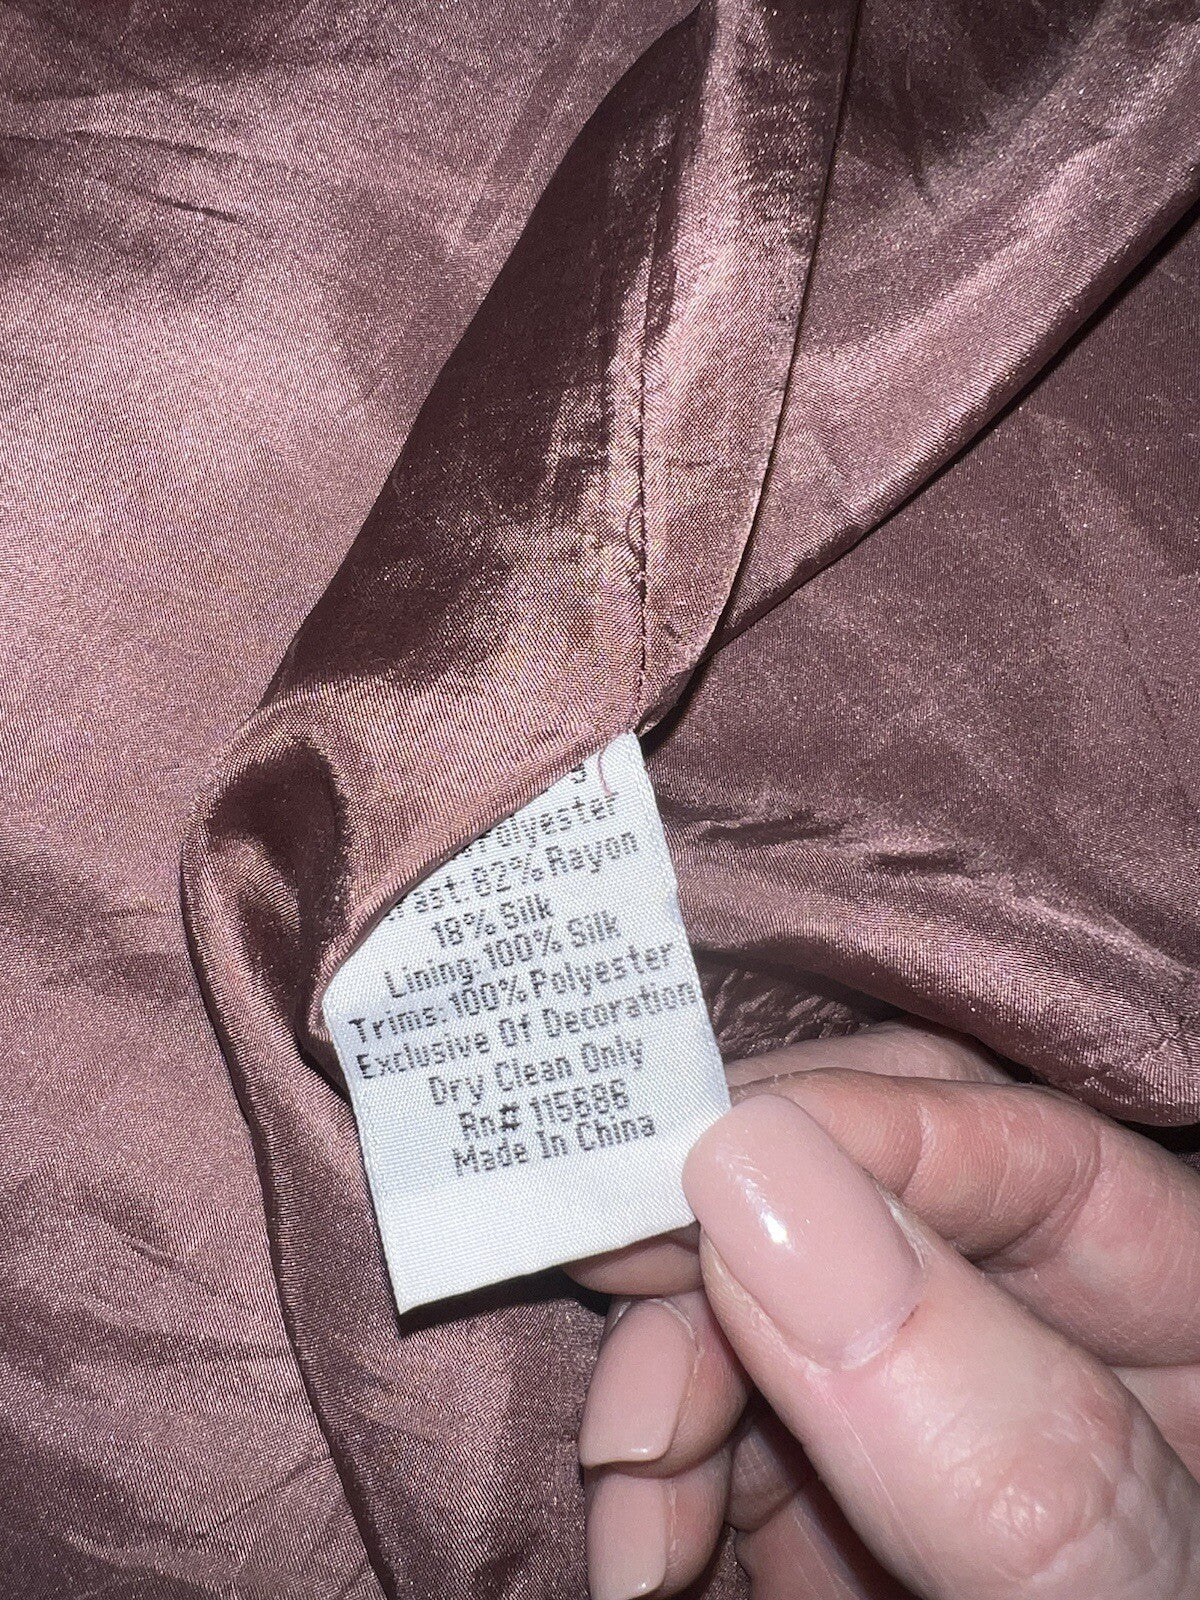 Polyester
82% Rayon
18% Silk
Lining:100% Silk
Trims:100% Polyester
Exclusive Of Decoration
Dry Clean Only
Rn# 115686
Made In China